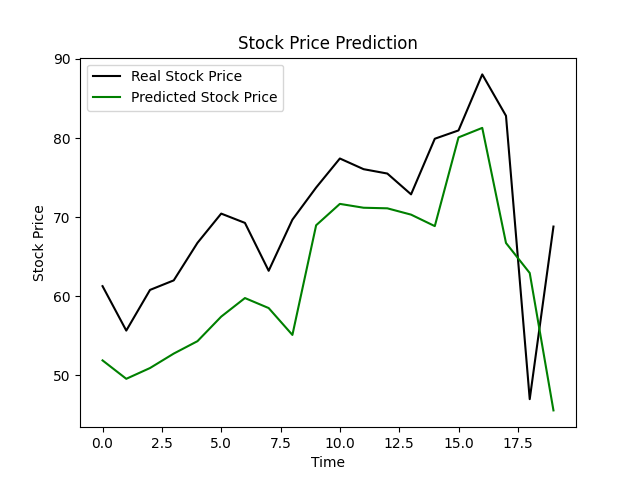 Stock Price Prediction
Real Stock Price
Predicted Stock Price
Stock Price
90
80
70
60
50
0.0 2.5 5.0 7.5 10.0 12.5 15.0 17.5
Time